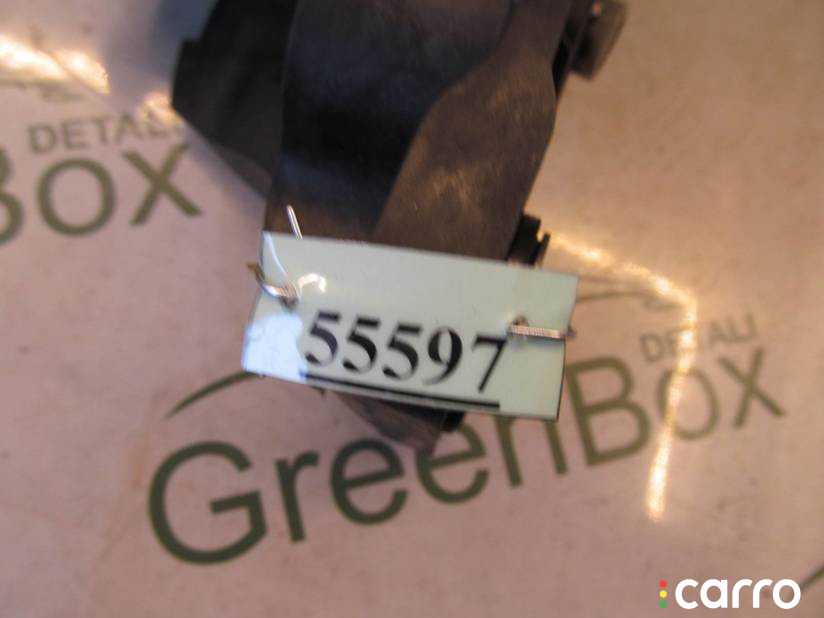 DETALI
Box
55597
DETALI
GreenBox
carro